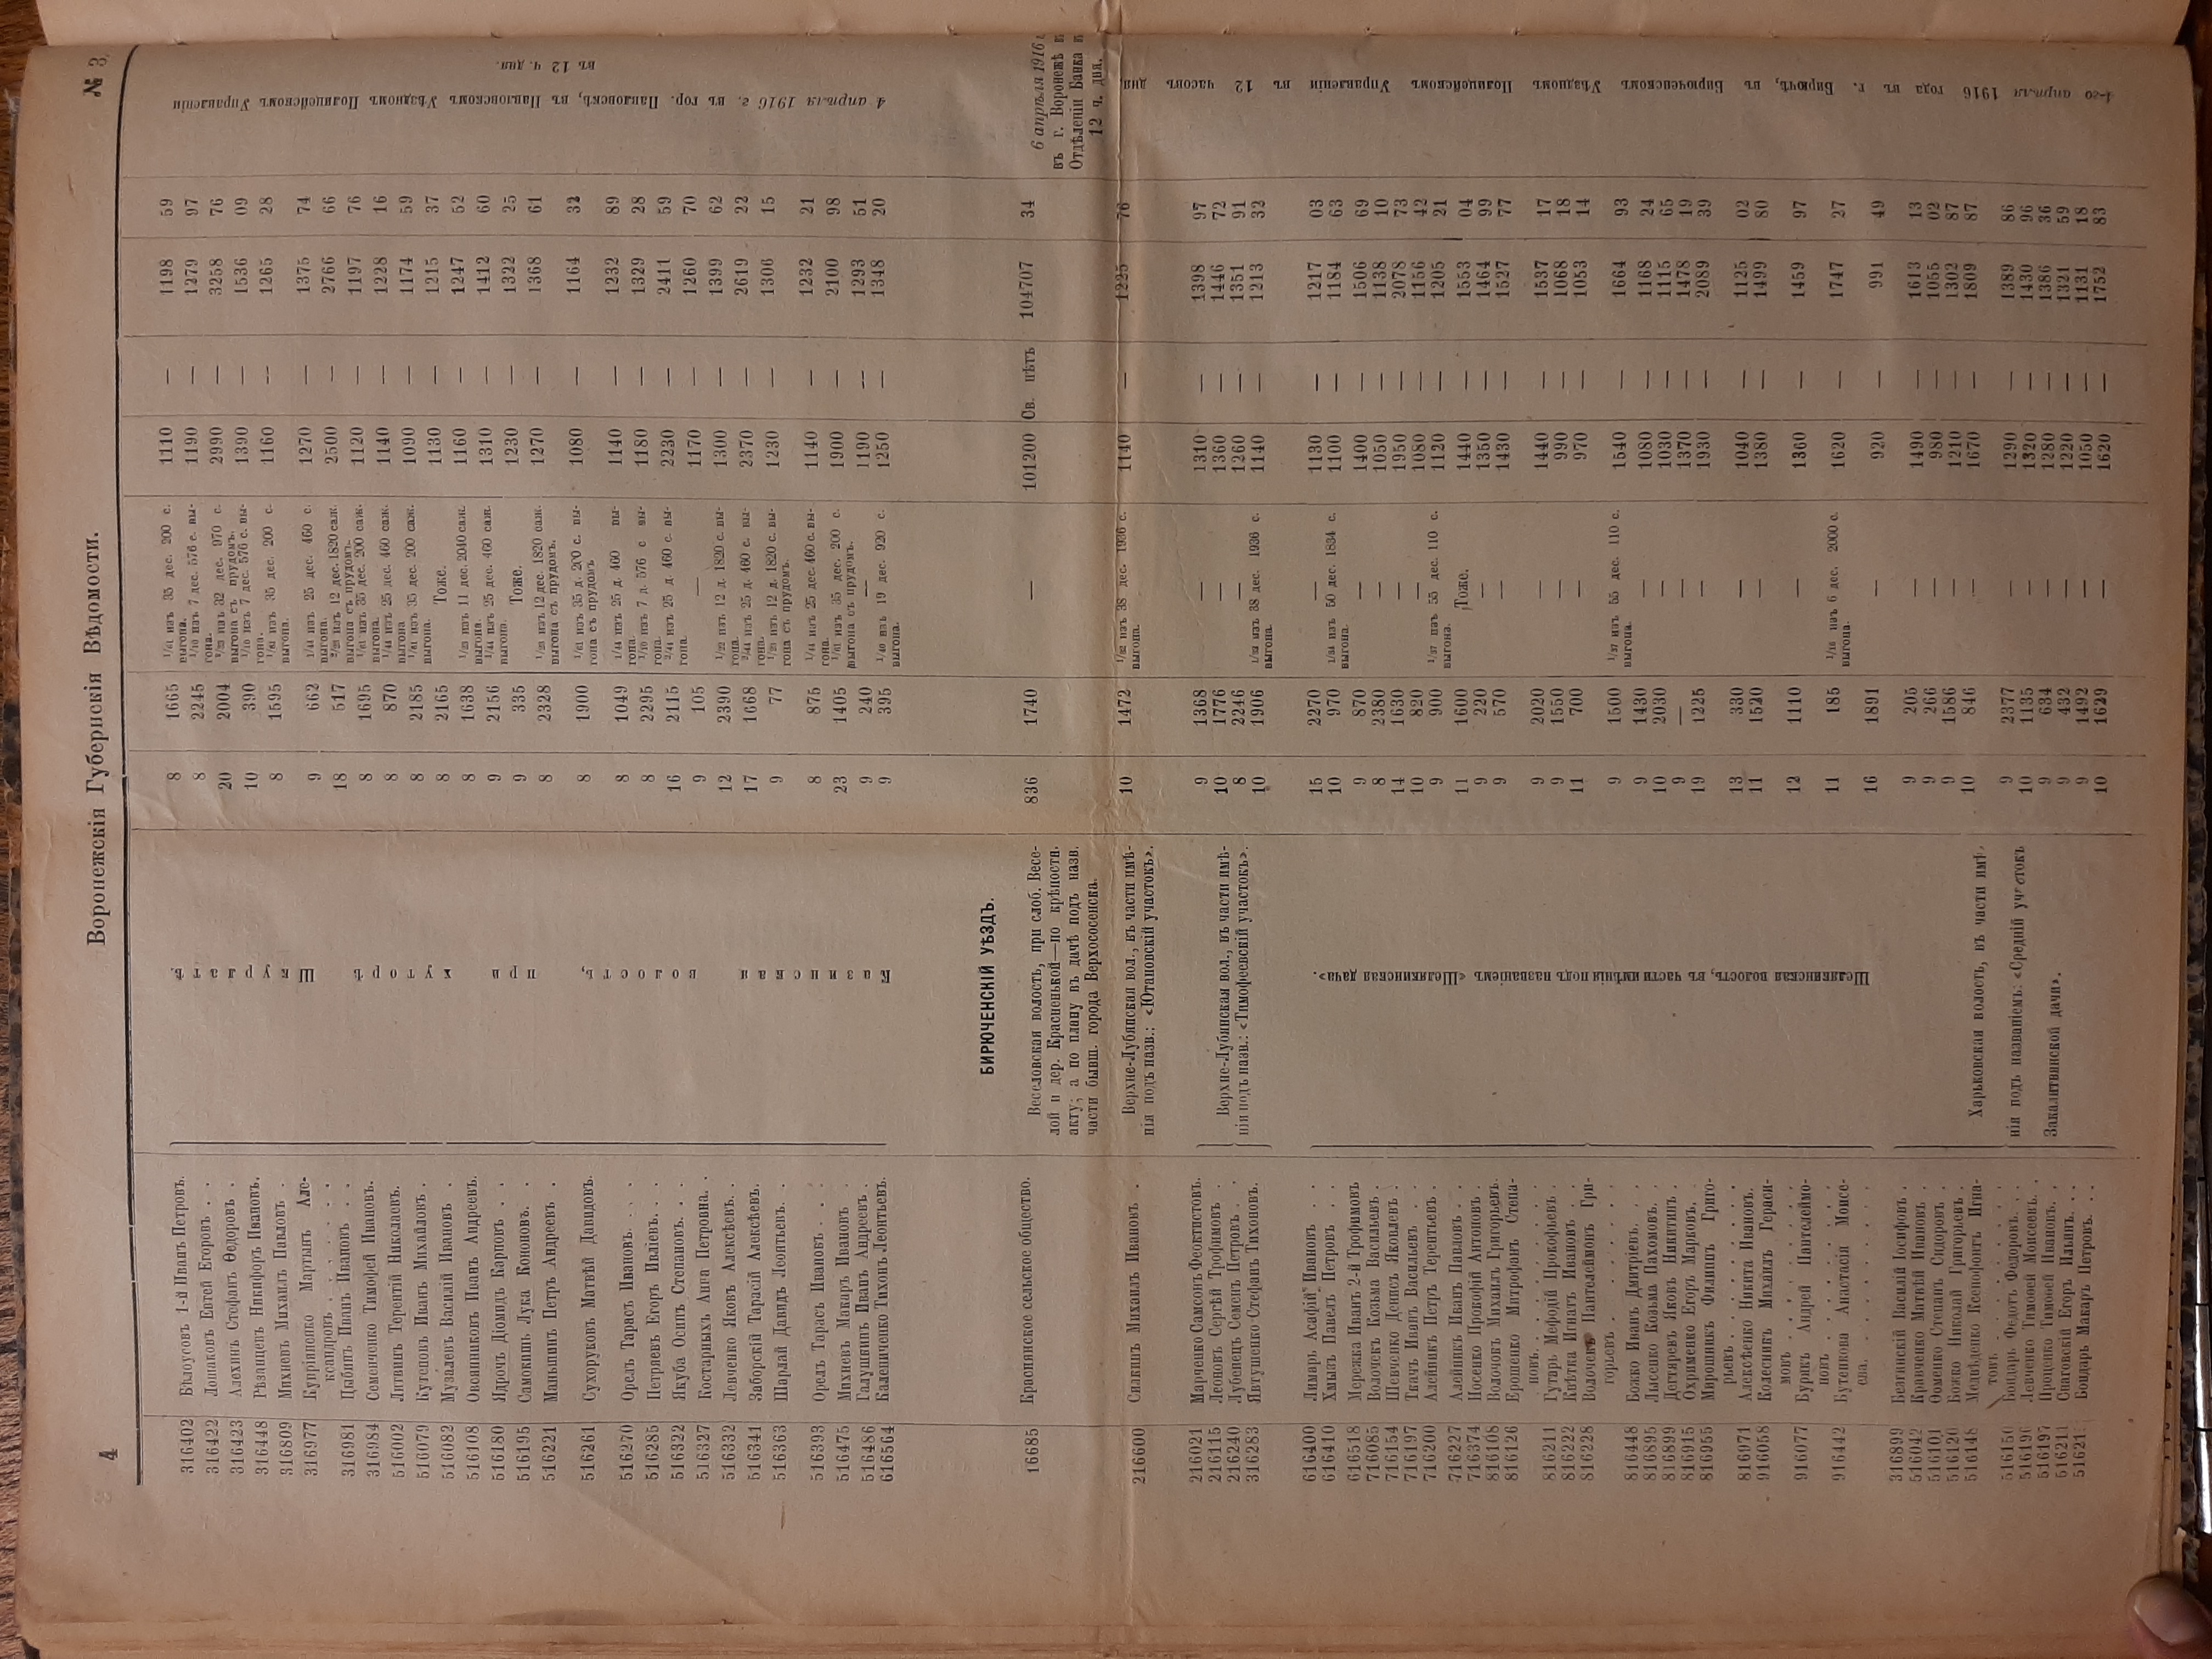 4
Воронежскія Губернскія Вѣдомости.
№ 3.
316402 Бѣлоусовъ 1-й Иванъ Петровъ. 8 1665 1/61 изъ 35 дес. 200 с. выгона. 1110 — 1198 59
316422 Лошаковъ Евтей Егоровъ . . 8 2245 1/10 изъ 7 дес. 576 с. выгона. 1190 — 1279 97
316423 Алехинъ Стефанъ Ѳедоровъ . 20 2004 изъ 32 дес. 970 с. выгона съ прудомъ. 2990 — 3258 76
316448 Рѣзанцевъ Никифоръ Ивановъ. 10 390 1/10 изъ 7 дес. 576 с. выгона. 1390 — 1536 09
316809 Михневъ Михаилъ Павловъ . 8 1595 1/61 изъ 35 дес. 200 с. выгона. 1160 — 1265 28
316977 Купріяненко Мартынъ Александровъ . . . . . . 9 662 1/44 изъ 25 дес. 460 с. выгона. 1270 — 1375 74
316981 Цыбинъ Иванъ Ивановъ . . 18 517 2/23 изъ 12 дес. 1820 саж. выгона съ прудомъ. 2500 — 2766 66
316984 Семенченко Тимофей Ивановъ. 8 1695 1/61 изъ 35 дес. 200 саж. выгона. 1120 — 1197 76
516002 Литвинъ Терентій Николаевъ. 8 870 1/44 изъ 25 дес. 460 саж. выгона 1140 — 1228 16
516079 Кутеповъ Иванъ Михайловъ . 8 2185 1/61 изъ 35 дес. 200 саж. выгона. 1090 — 1174 59
516082 Музалевъ Василій Ивановъ . 8 2165 Тоже. 1130 — 1215 37
516108 Овсянниковъ Иванъ Андреевъ. 8 1638 1/23 изъ 11 дес. 2040 саж. выгона. 1160 — 1247 52
516180 Ядрочъ Діомидъ Карповъ . . 9 2156 1/44 изъ 25 дес. 460 саж. выгона. 1310 — 1412 60
516195 Самокишь Лука Кононовъ. . 9 335 Тоже. 1230 — 1322 25
516221 Маньшинъ Петръ Андреевъ . 8 2328 1/23 изъ 12 дес. 1820 саж. выгона съ прудомъ. 1270 — 1368 61
516261 Сухоруковъ Матвѣй Давидовъ. 8 1900 1/61 изъ 35 д. 200 с. выгона съ прудомъ 1080 — 1164 32
516270 Орелъ Тарасъ Ивановъ. . . . 8 1049 1/44 изъ 25 д. 460 выгона. 1140 — 1232 89
516285 Петряевъ Егоръ Ивліевъ. . . 8 2295 1/10 изъ 7 д. 576 с выгона. 1180 — 1329 28
516322 Якуба Осипъ Степановъ. . . 16 2115 2/44 изъ 25 д. 460 с. выгона. 2230 — 2411 59
516327 Костарныхъ Анна Петровна. . 9 105 — 1170 — 1260 70
516332 Левченко Яковъ Алексѣевъ. . 12 2390 1/22 изъ 12 д. 1820 с. выгона. 1300 — 1399 62
516341 Заборскій Тарасій Алексѣевъ. 17 1668 2/44 изъ 25 д. 460 с. выгона. 2370 — 2619 22
516363 Шарлай Давидъ Леонтьевъ. . 9 77 1/23 изъ 12 д. 1820 с. выгона съ прудомъ. 1230 — 1306 15
516393 Орелъ Тарасъ Ивановъ . . . 8 875 1/44 изъ 25 дес. 460 с. выгона. 1140 — 1232 21
516475 Михневъ Макаръ Ивановъ . 23 1405 1/61 изъ 35 дес. 200 с. выгона съ прудомъ. 1900 — 2100 98
516486 Галушкинъ Иванъ Андреевъ . 9 240 — 1190 — 1293 51
616564 Калениченко Тихонъ Леонтьевъ. 9 395 1/40 изъ 19 дес. 920 с. выгона. 1250 — 1348 20
Казинская волость, при хуторѣ Шкурлатѣ.
4 апрѣля 1916 г. въ гор. Павловскѣ, въ Павловскомъ Уѣздномъ Полицейскомъ Управленіи
въ 12 ч. дня.
БИРЮЧЕНСКІЙ УѢЗДЪ.
16685 Краснянское сельское общество. 836 1740 — 101200 Св. нѣтъ 104707 34
Веселовская волость, при слоб. Весе-
лой и дер. Красненькой—по крѣпостн.
акту; а по плану въ дачѣ подъ назв.
части бывш. города Верхососенска.
6 апрѣля 1916 г.
въ г. Воронежѣ въ
Отдѣленіи Банка въ
12 ч. дня.
216600 Силкинъ Михаилъ Ивановъ . 10 1472 1/32 изъ 38 дес. 1936 с. выгона. 1140 — 1225 76
Верхне-Лубянская вол., въ части имѣ-
нія подъ назв.: «Ютановскій участокъ».
216021 Марченко Самсонъ Феоктистовъ. 9 1368 — 1310 — 1398 97
216115 Леоновъ Сергѣй Трофимовъ . 10 1776 — 1360 — 1446 72
216240 Лубенецъ Семенъ Петровъ . . 8 2246 — 1260 — 1351 91
316283 Явтушенко Стефанъ Тихоновъ. 10 1906 1/32 изъ 38 дес. 1936 с. выгона. 1140 — 1213 32
Верхне-Лубянская вол., въ части имѣ-
нія подъ назв.: «Тимофеевскій участокъ».
616400 Лимарь Асафій Ивановъ . . 15 2270 — 1130 — 1217 03
616410 Хмызъ Павелъ Петровъ . . 10 970 1/34 изъ 50 дес. 1834 с. выгона. 1100 — 1184 63
616518 Мережка Иванъ 2-й Трофимовъ 9 870 — 1400 — 1506 69
716085 Волочекъ Козьма Васильевъ . 8 2380 — 1050 — 1138 10
716154 Шевченко Денисъ Яковлевъ . 14 1630 — 1950 — 2078 73
716197 Ткачъ Иванъ Васильевъ . . 10 820 — 1080 — 1156 42
716200 Алейникъ Петръ Терентьевъ . 9 900 1/37 изъ 55 дес. 110 с. выгона. 1120 — 1205 21
716227 Алейникъ Иванъ Павловъ . . 11 1600 Тоже. 1440 — 1553 04
716374 Носенко Прокофій Антоновъ . 9 220 — 1350 — 1464 99
816108 Волочокъ Михаилъ Григорьевъ. 9 570 — 1430 — 1527 77
816126 Ерошенко Митрофанъ Степановъ. . . . . . . . . 9 2020 — 1440 — 1537 17
816211 Гутарь Мефодій Прокофьевъ . 9 1550 — 990 — 1068 18
816222 Квѣтка Игнатъ Ивановъ . . 11 700 — 970 — 1053 14
816228 Волочекъ Пантелеймонъ Григорьевъ . . . . . . . 9 1500 1/37 изъ 55 дес. 110 с. выгона. 1540 — 1664 93
816448 Божко Иванъ Дмитріевъ. . . 9 1430 — 1080 — 1168 24
816895 Лысенко Козьма Пахомовъ. . 10 2030 — 1030 — 1115 65
816899 Дегтяревъ Яковъ Никитинъ . 9 — — 1370 — 1478 19
816915 Охрименко Егоръ Марковъ. . 19 1225 — 1930 — 2089 39
816955 Мирошникъ Филиппъ Григорьевъ . . . . . . . . . 13 330 — 1040 — 1125 02
816971 Алексѣенко Никита Ивановъ. 11 1520 — 1380 — 1499 80
916058 Колесникъ Михаилъ Герасимовъ . . . . . . . . 12 1110 — 1360 — 1459 97
916077 Бурикъ Андрей Пантелеймоновъ . . . . . . . . 11 185 1/16 изъ 6 дес. 2000 с. выгона. 1620 — 1747 27
916442 Бутенкова Анастасія Моисеева. . . . . . . . . 16 1891 — 920 — 991 49
Шелякинская волость, въ части имѣнія подъ названіемъ «Шелякинская дача».
316899 Безгинскій Василій Іосифовъ . 9 205 — 1490 — 1613 13
516042 Кравченко Матвѣй Ивановъ . 9 266 — 980 — 1055 02
516101 Ѳоменко Степанъ Сидоровъ . 9 1586 — 1210 — 1302 87
516120 Божко Николай Григорьевъ . 10 846 — 1670 — 1809 87
516148 Медвѣденко Ксенофонтъ Игнатовъ . . . . . . . . . 9 2377 — 1290 — 1389 86
516150 Бондарь Федотъ Федоровъ. . . 10 1135 — 1320 — 1430 96
516196 Левченко Тимоѳей Моисеевъ. . 9 634 — 1280 — 1386 36
516197 Проценко Тимоѳей Ивановъ. . 9 432 — 1220 — 1321 59
516211 Снаговскій Егоръ Ильинъ. . . 9 1492 — 1050 — 1131 18
Бондарь Макаръ Петровъ. . . 10 1629 — 1620 — 1752 83
Харьковская волость, въ части имѣ-
нія подъ названіемъ: «Средній участокъ
Закалитвинской дачи».
4-го апрѣля 1916 года въ г. Бирючѣ, въ Бирюченскомъ Уѣздномъ Полицейскомъ Управленіи въ 12 часовъ дня.